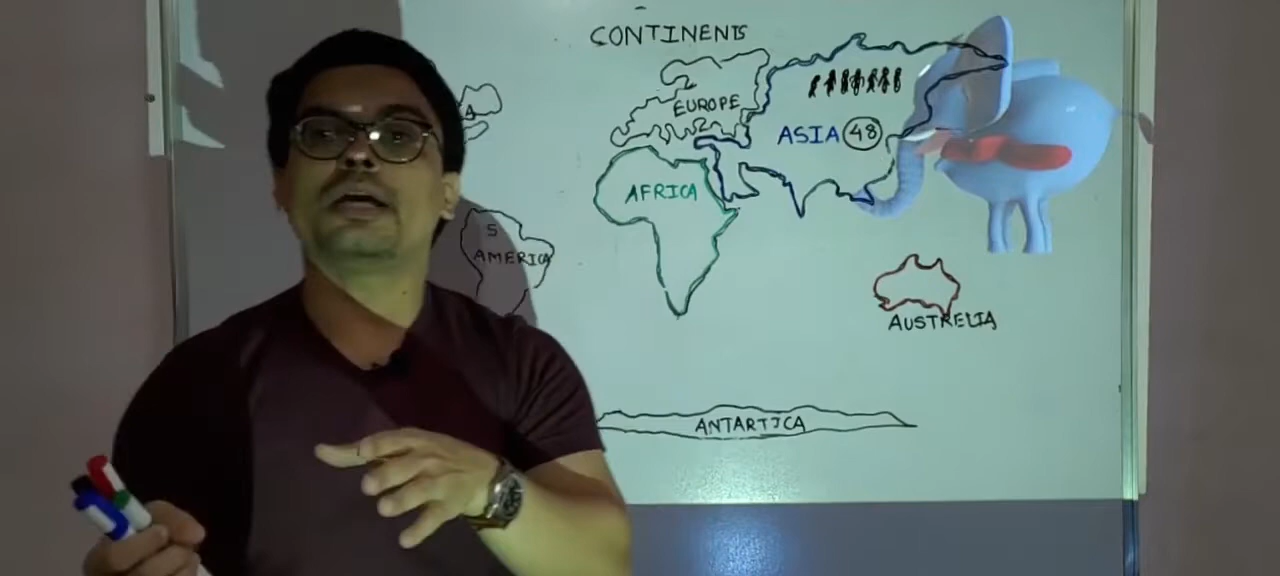 CONTINENTS
A
EUROPE
ASIA 48
AFRICA
S
AMERICA
AUSTRELIA
ANTARTICA